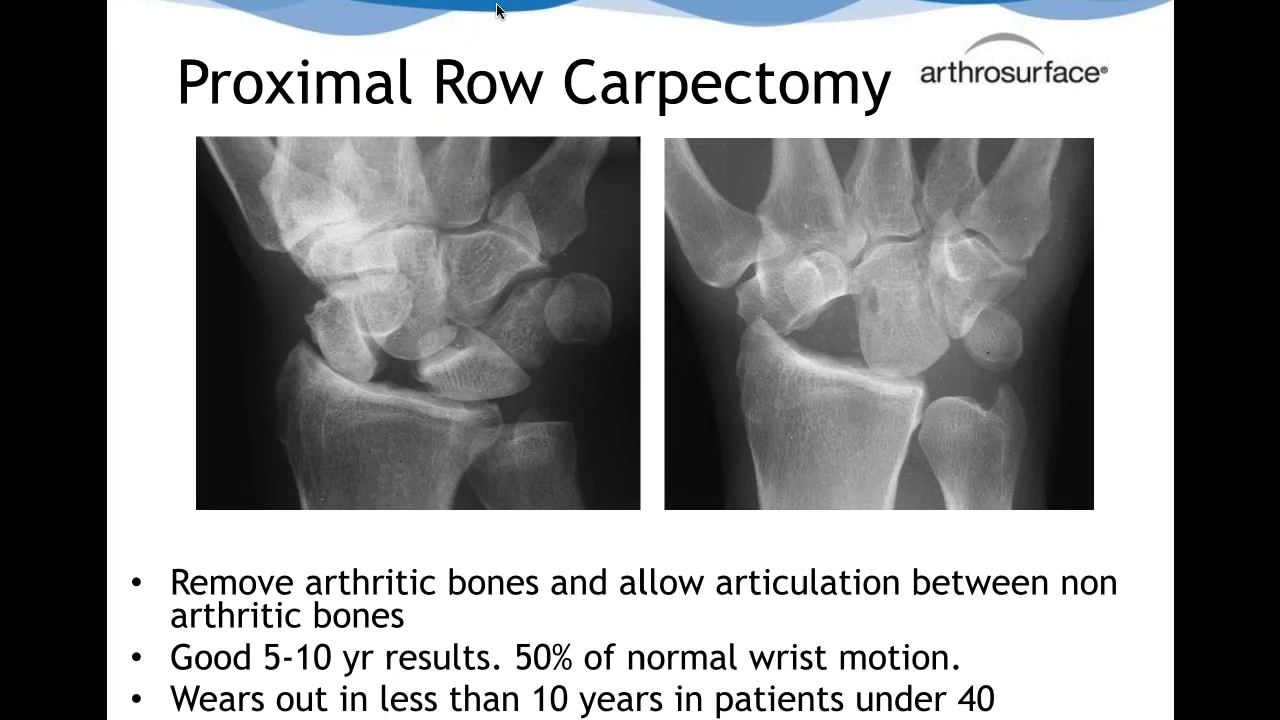 Proximal Row Carpectomy
arthrosurface®
• Remove arthritic bones and allow articulation between non
arthritic bones
• Good 5-10 yr results. 50% of normal wrist motion.
• Wears out in less than 10 years in patients under 40